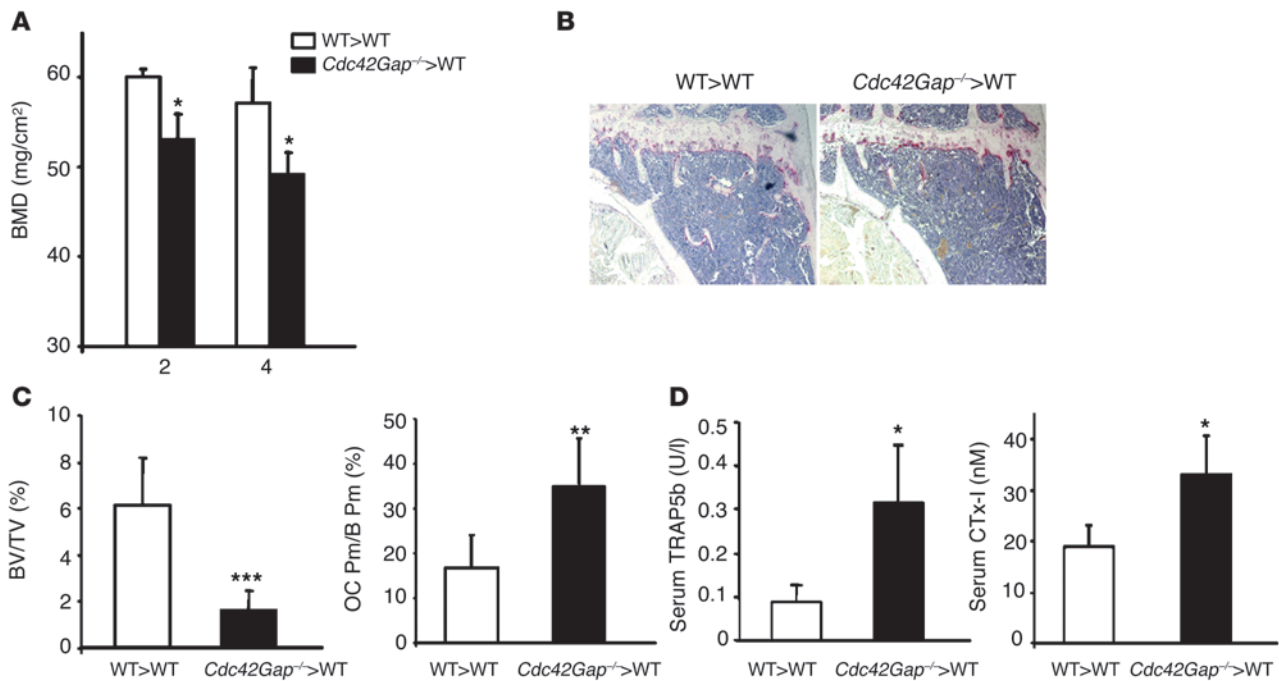 A
BMD (mg/cm²)
60
50
40
30
2
4
WT>WT
Cdc42Gap⁻/⁻>WT
B
WT>WT
Cdc42Gap⁻/⁻>WT
C
BV/TV (%)
10
8
6
4
2
0
***
WT>WT
Cdc42Gap⁻/⁻>WT
OC Pm/B Pm (%)
50
40
30
20
10
0
**
WT>WT
Cdc42Gap⁻/⁻>WT
D
Serum TRAP5b (U/l)
0.5
0.4
0.3
0.2
0.1
0
*
WT>WT
Cdc42Gap⁻/⁻>WT
Serum CTx-I (nM)
40
30
20
10
0
*
WT>WT
Cdc42Gap⁻/⁻>WT